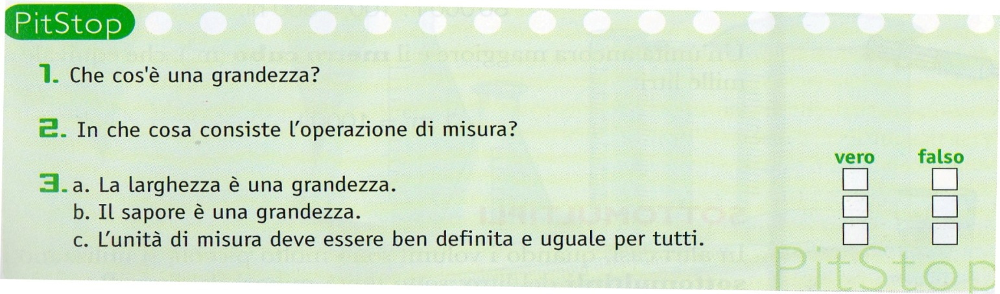 PitStop
1. Che cos'è una grandezza?
2. In che cosa consiste l'operazione di misura?
vero falso
3. a. La larghezza è una grandezza.
b. Il sapore è una grandezza.
c. L'unità di misura deve essere ben definita e uguale per tutti.
PitStop